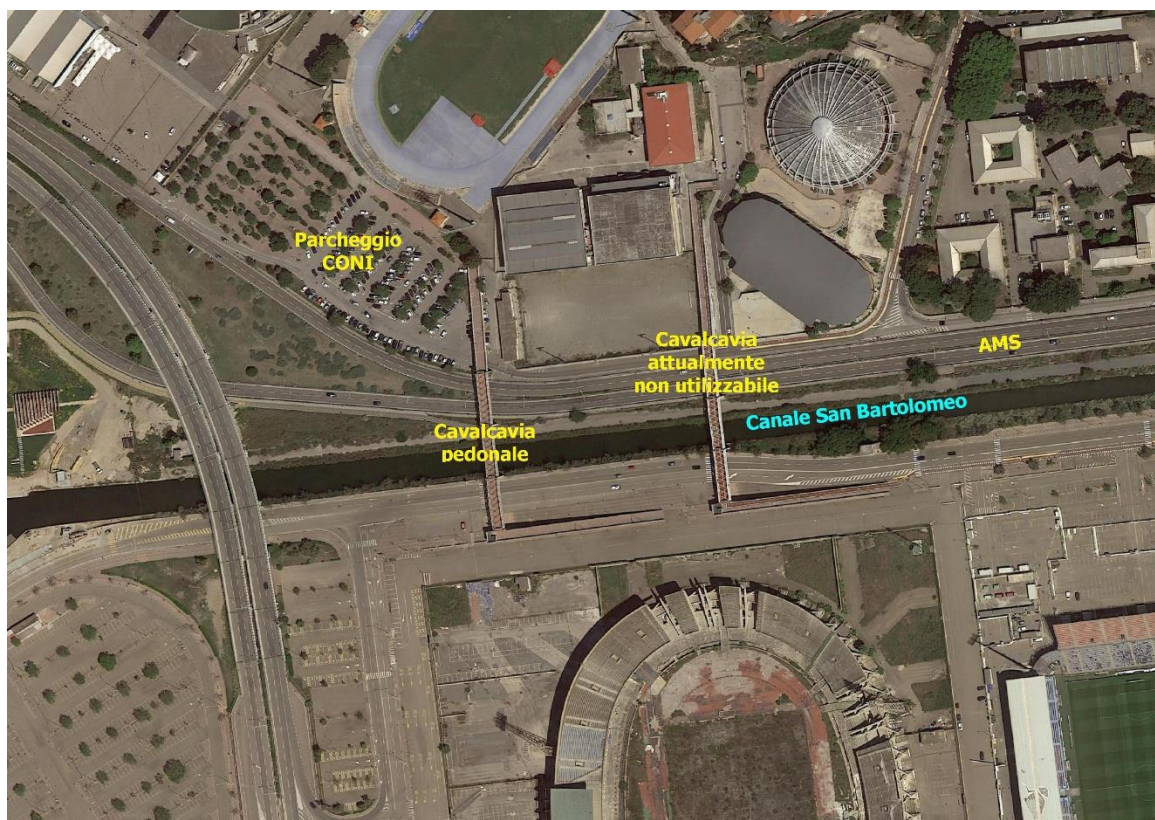 Parcheggio
CONI
Cavalcavia
attualmente
non utilizzabile
AMS
Canale San Bartolomeo
Cavalcavia
pedonale